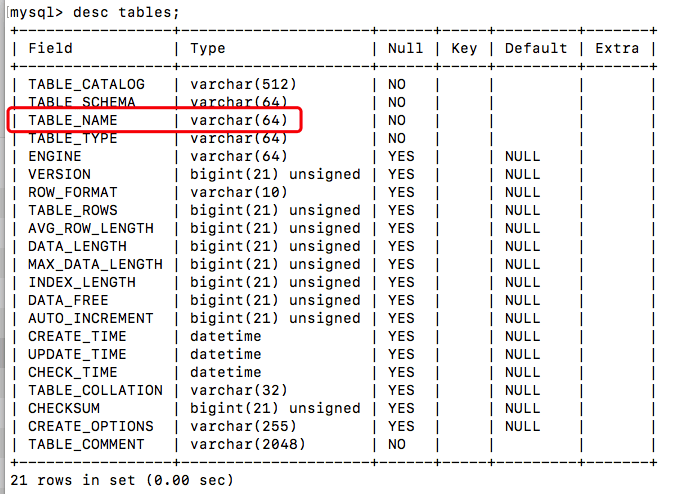 mysql> desc tables;
+-----------------+---------------------+------+-----+---------+-------+
| Field           | Type                | Null | Key | Default | Extra |
+-----------------+---------------------+------+-----+---------+-------+
| TABLE_CATALOG   | varchar(512)        | NO   |     |         |       |
| TABLE_SCHEMA    | varchar(64)         | NO   |     |         |       |
| TABLE_NAME      | varchar(64)         | NO   |     |         |       |
| TABLE_TYPE      | varchar(64)         | NO   |     |         |       |
| ENGINE          | varchar(64)         | YES  |     | NULL    |       |
| VERSION         | bigint(21) unsigned | YES  |     | NULL    |       |
| ROW_FORMAT      | varchar(10)         | YES  |     | NULL    |       |
| TABLE_ROWS      | bigint(21) unsigned | YES  |     | NULL    |       |
| AVG_ROW_LENGTH  | bigint(21) unsigned | YES  |     | NULL    |       |
| DATA_LENGTH     | bigint(21) unsigned | YES  |     | NULL    |       |
| MAX_DATA_LENGTH | bigint(21) unsigned | YES  |     | NULL    |       |
| INDEX_LENGTH    | bigint(21) unsigned | YES  |     | NULL    |       |
| DATA_FREE       | bigint(21) unsigned | YES  |     | NULL    |       |
| AUTO_INCREMENT  | bigint(21) unsigned | YES  |     | NULL    |       |
| CREATE_TIME     | datetime            | YES  |     | NULL    |       |
| UPDATE_TIME     | datetime            | YES  |     | NULL    |       |
| CHECK_TIME      | datetime            | YES  |     | NULL    |       |
| TABLE_COLLATION | varchar(32)         | YES  |     | NULL    |       |
| CHECKSUM        | bigint(21) unsigned | YES  |     | NULL    |       |
| CREATE_OPTIONS  | varchar(255)        | YES  |     | NULL    |       |
| TABLE_COMMENT   | varchar(2048)       | NO   |     |         |       |
+-----------------+---------------------+------+-----+---------+-------+
21 rows in set (0.00 sec)